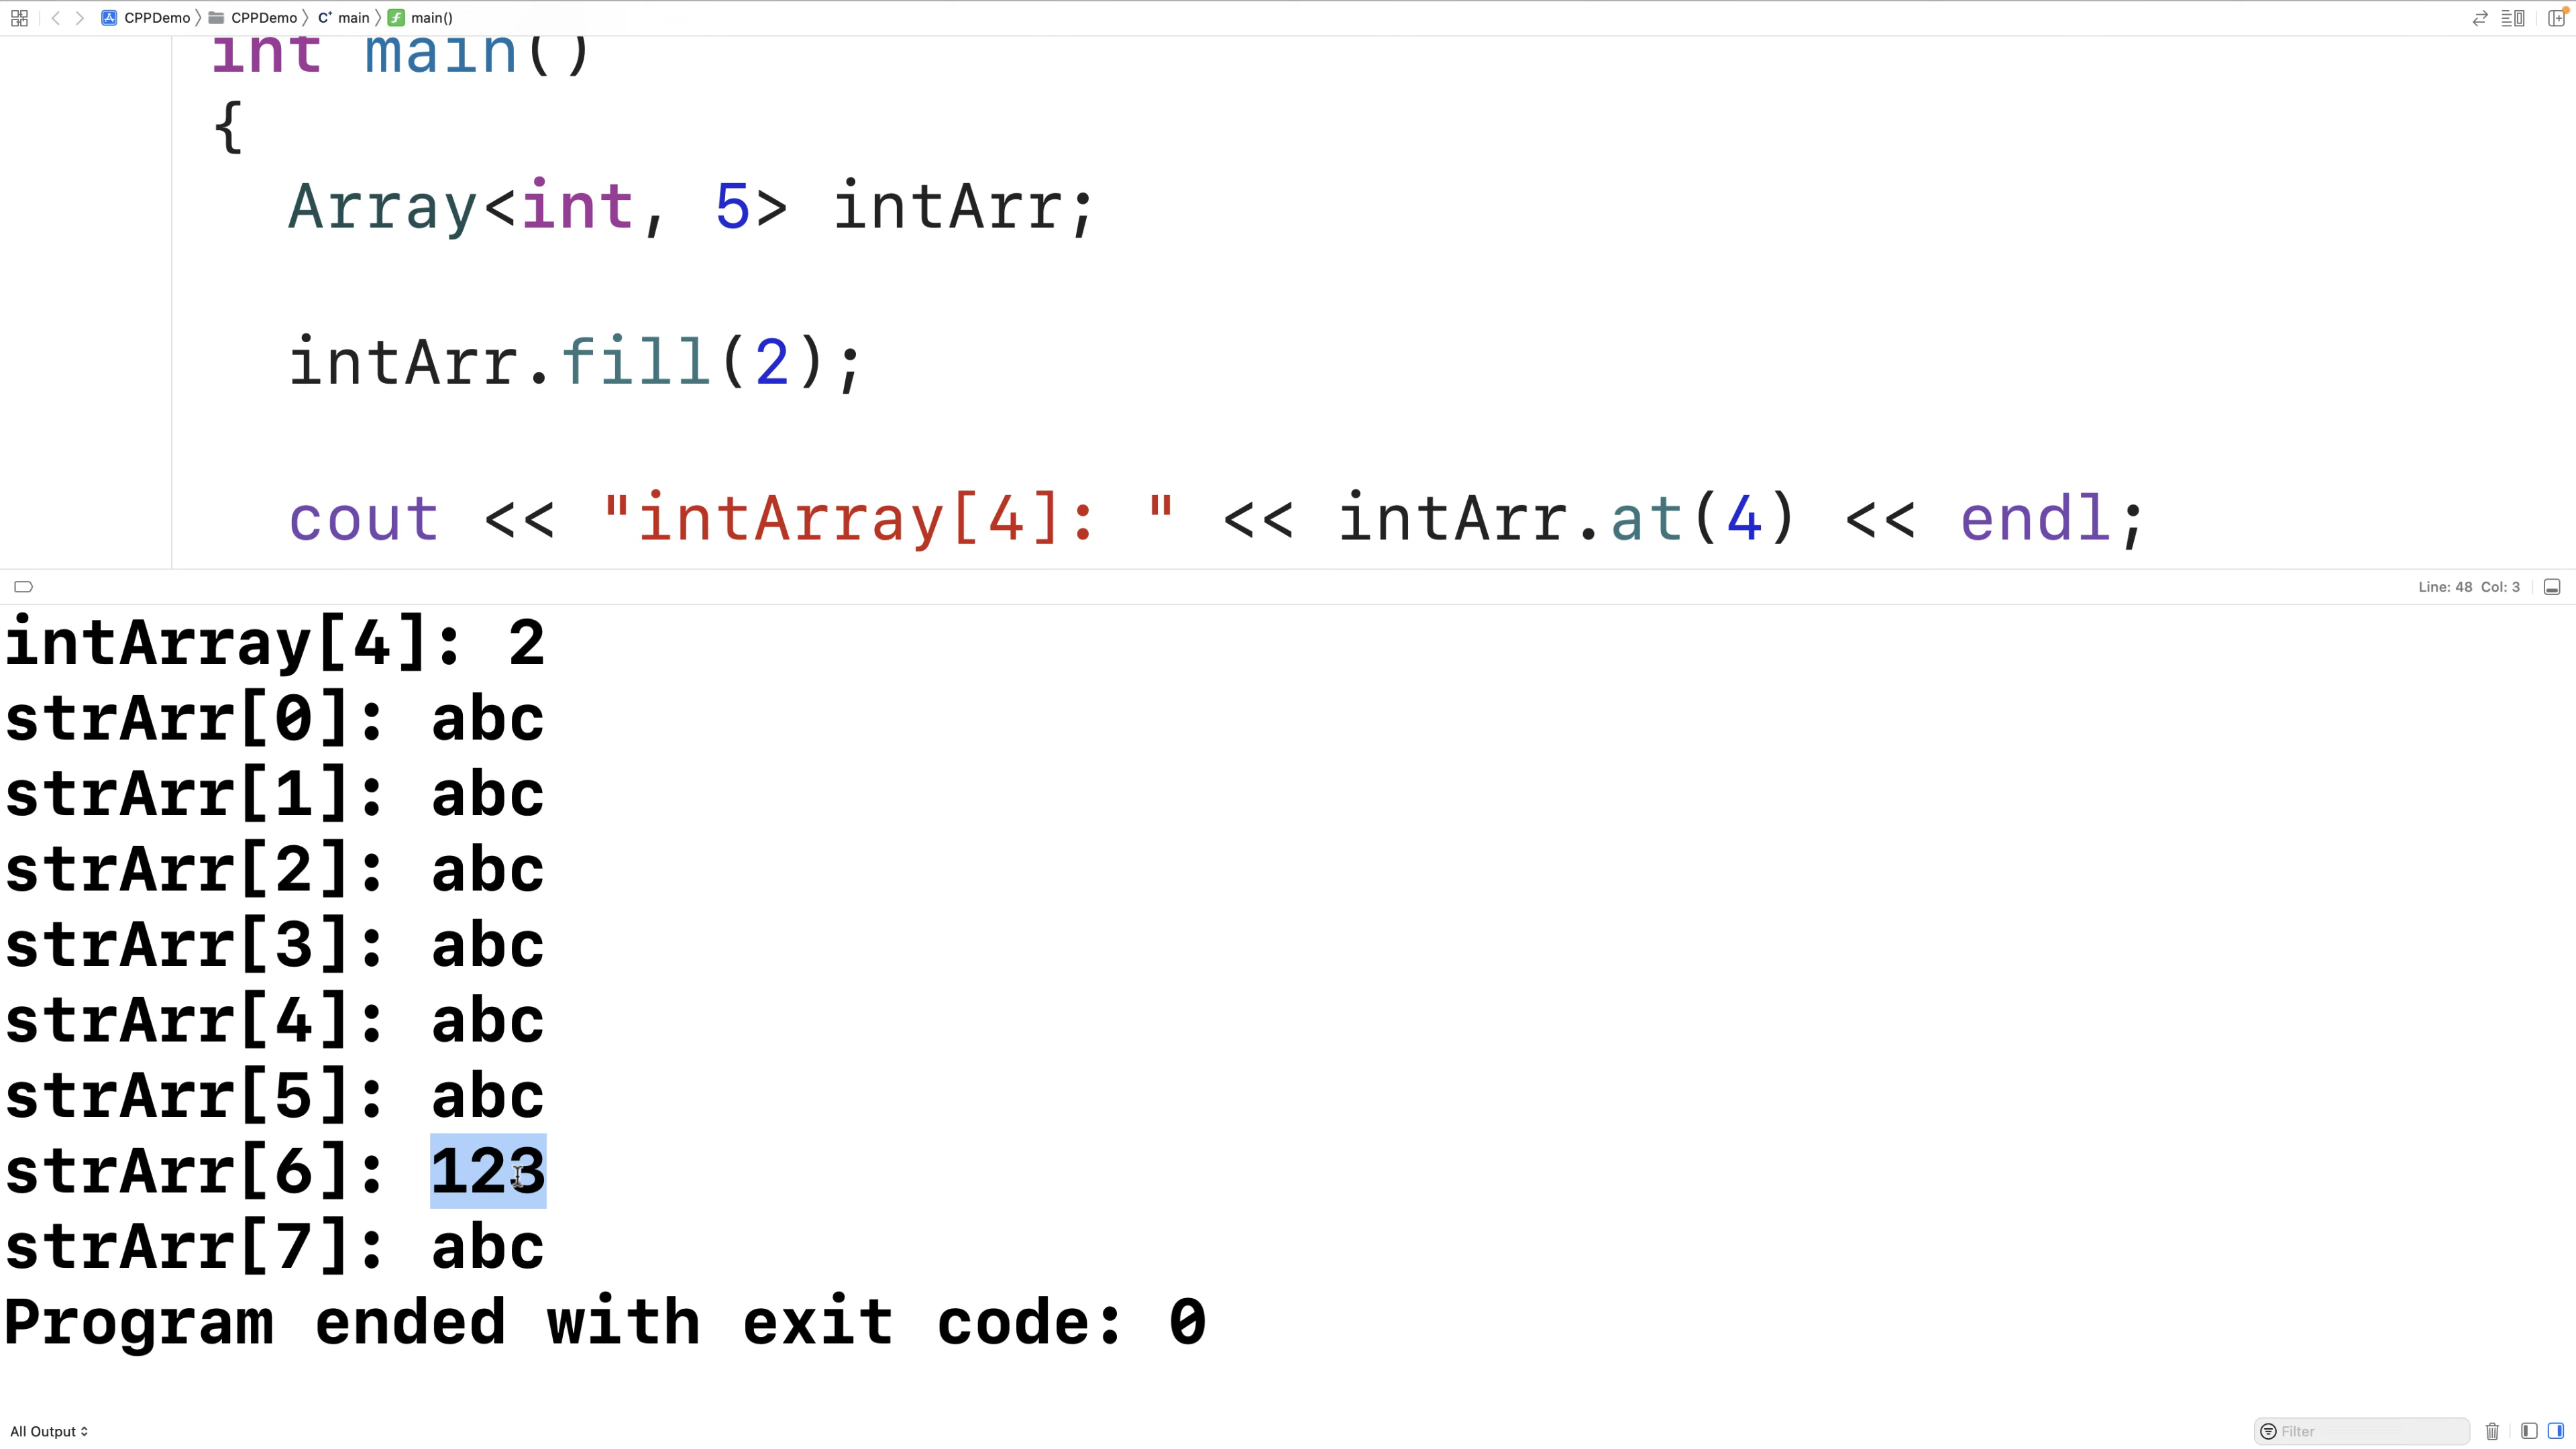 CPPDemo 〉 CPPDemo 〉 C+ main 〉 f main()
int main()
{
Array<int, 5> intArr;
intArr.fill(2);
cout << "intArray[4]: " << intArr.at(4) << endl;
Line: 48 Col: 3
intArray[4]: 2
strArr[0]: abc
strArr[1]: abc
strArr[2]: abc
strArr[3]: abc
strArr[4]: abc
strArr[5]: abc
strArr[6]: 123
strArr[7]: abc
Program ended with exit code: 0
All Output
Filter